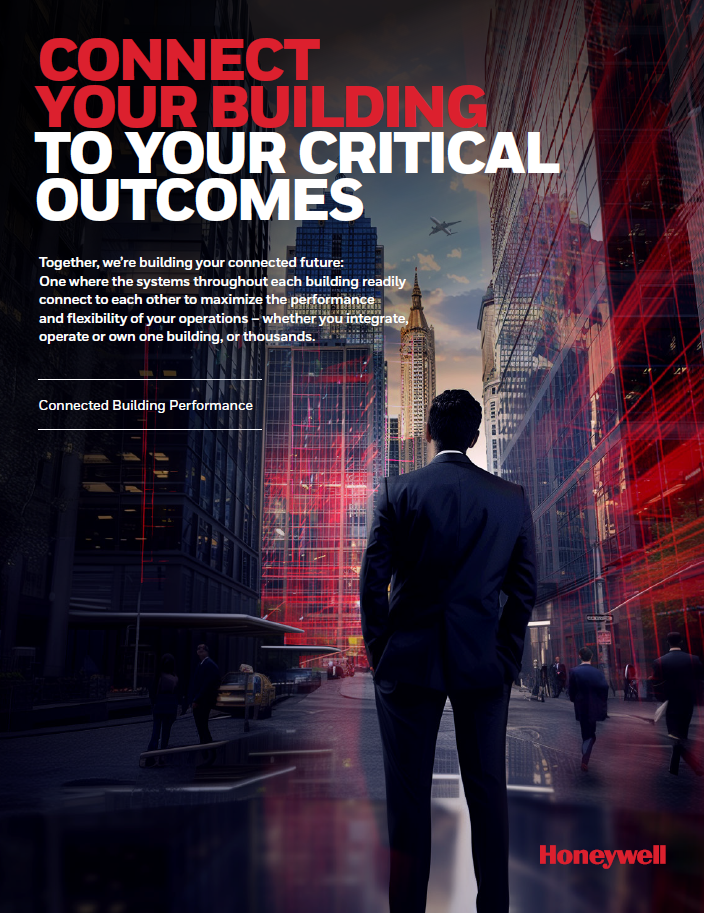 CONNECT
YOUR BUILDING
TO YOUR CRITICAL
OUTCOMES
Together, we’re building your connected future:
One where the systems throughout each building readily
connect to each other to maximize the performance
and flexibility of your operations – whether you integrate,
operate or own one building, or thousands.
Connected Building Performance
Honeywell